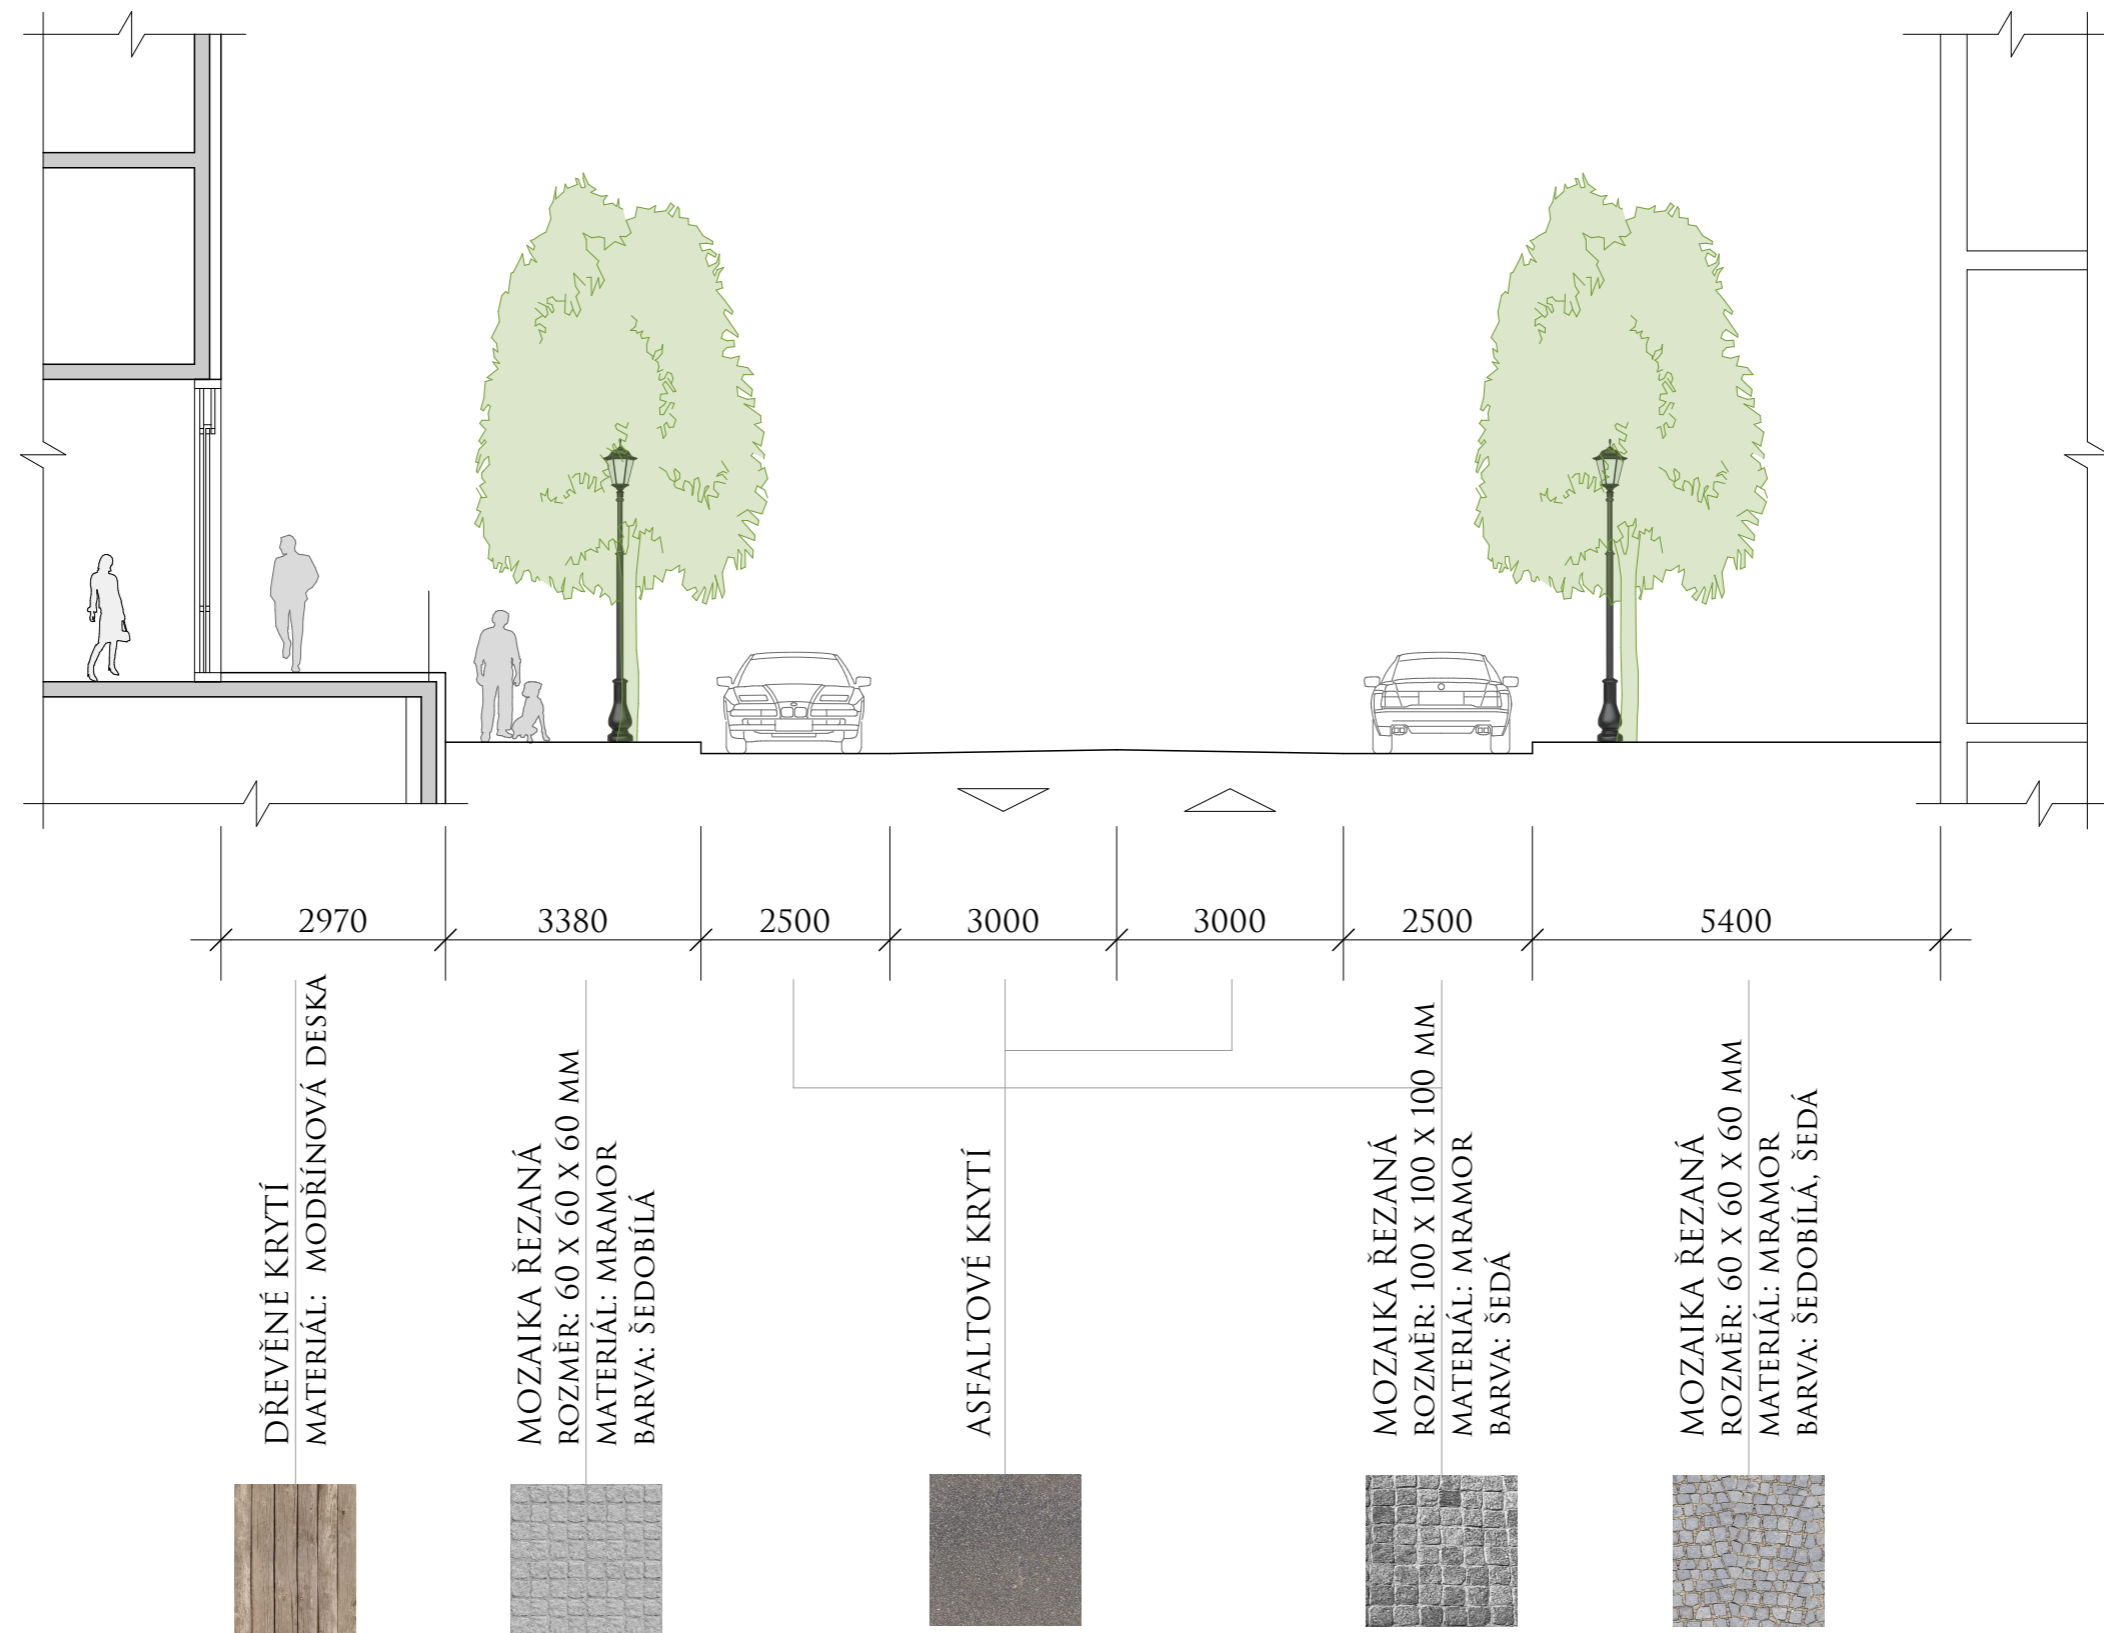 2970
3380
2500
3000
3000
2500
5400
DŘEVĚNÉ KRYTÍ
MATERIÁL: MODŘÍNOVÁ DESKA
MOZAIKA ŘEZANÁ
ROZMĚR: 60 X 60 X 60 MM
MATERIÁL: MRAMOR
BARVA: ŠEDOBÍLÁ
ASFALTOVÉ KRYTÍ
MOZAIKA ŘEZANÁ
ROZMĚR: 100 X 100 X 100 MM
MATERIÁL: MRAMOR
BARVA: ŠEDÁ
MOZAIKA ŘEZANÁ
ROZMĚR: 60 X 60 X 60 MM
MATERIÁL: MRAMOR
BARVA: ŠEDOBÍLÁ, ŠEDÁ